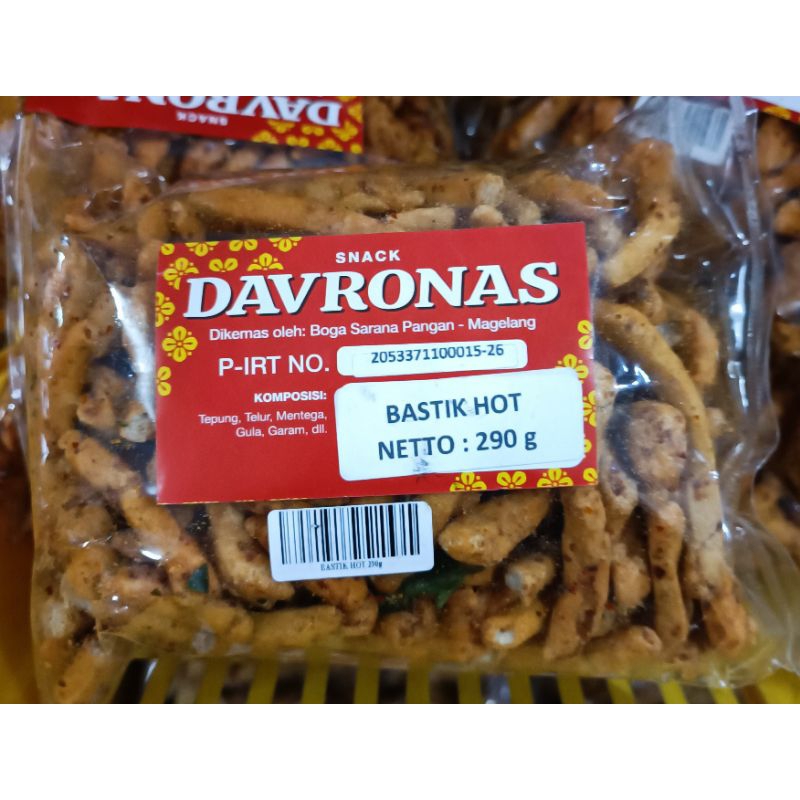 DAVRONA
SNACK
SNACK
DAVRONAS
Dikemas oleh: Boga Sarana Pangan - Magelang
P-IRT NO. 2053371100015-26
KOMPOSISI:
Tepung, Telur, Mentega,
Gula, Garam, dll.
BASTIK HOT
NETTO : 290 g
BASTIK HOT 290g